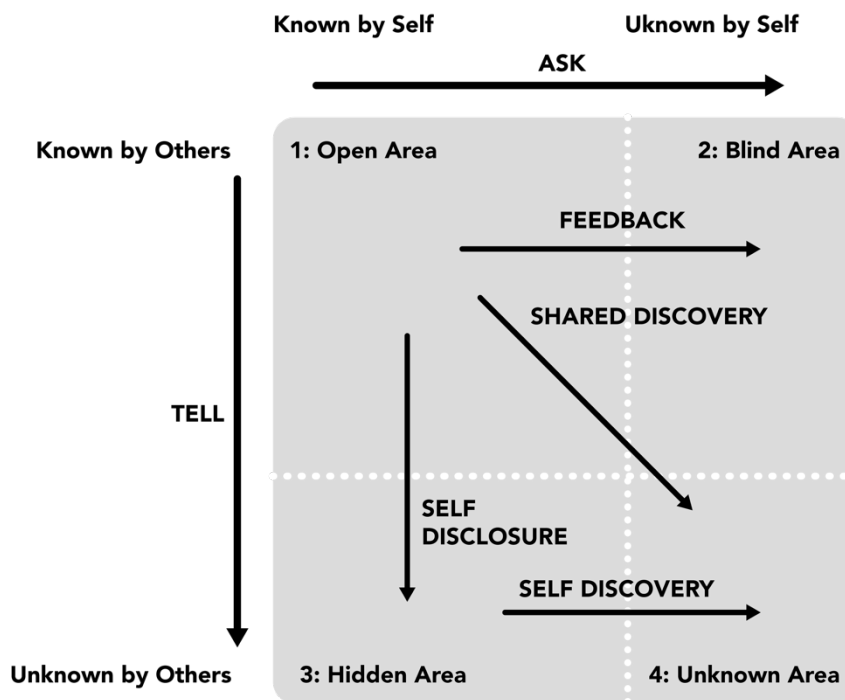 Known by Self
Uknown by Self
ASK
Known by Others
1: Open Area
2: Blind Area
FEEDBACK
SHARED DISCOVERY
TELL
SELF
DISCLOSURE
SELF DISCOVERY
Unknown by Others
3: Hidden Area
4: Unknown Area